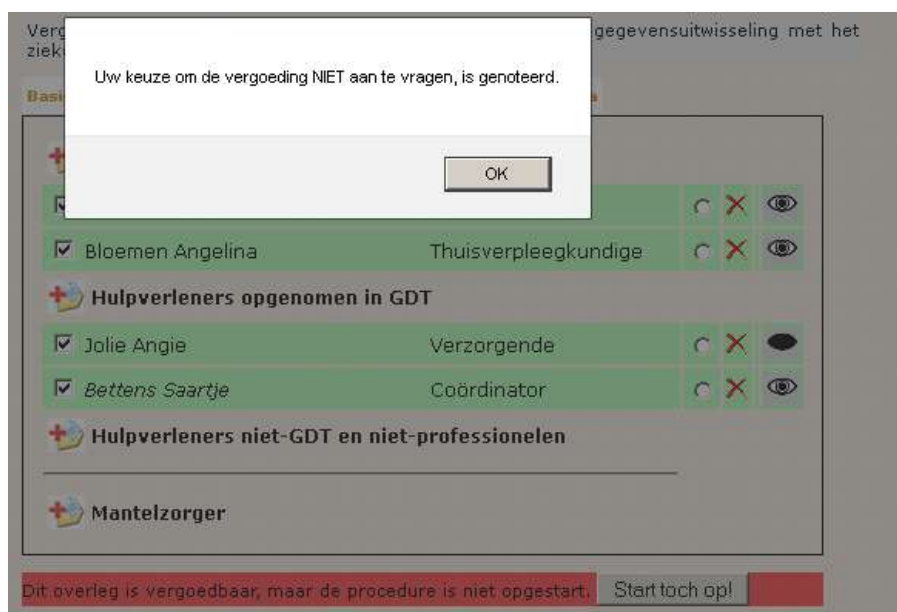 gegevensuitwisseling met het
Uw keuze om de vergoeding NIET aan te vragen, is genoteerd.
OK
Bloemen Angelina Thuisverpleegkundige
Hulpverleners opgenomen in GDT
Jolie Angie Verzorgende
Bettens Saartje Coördinator
Hulpverleners niet-GDT en niet-professionelen
Mantelzorger
Dit overleg is vergoedbaar, maar de procedure is niet opgestart. Start toch op!